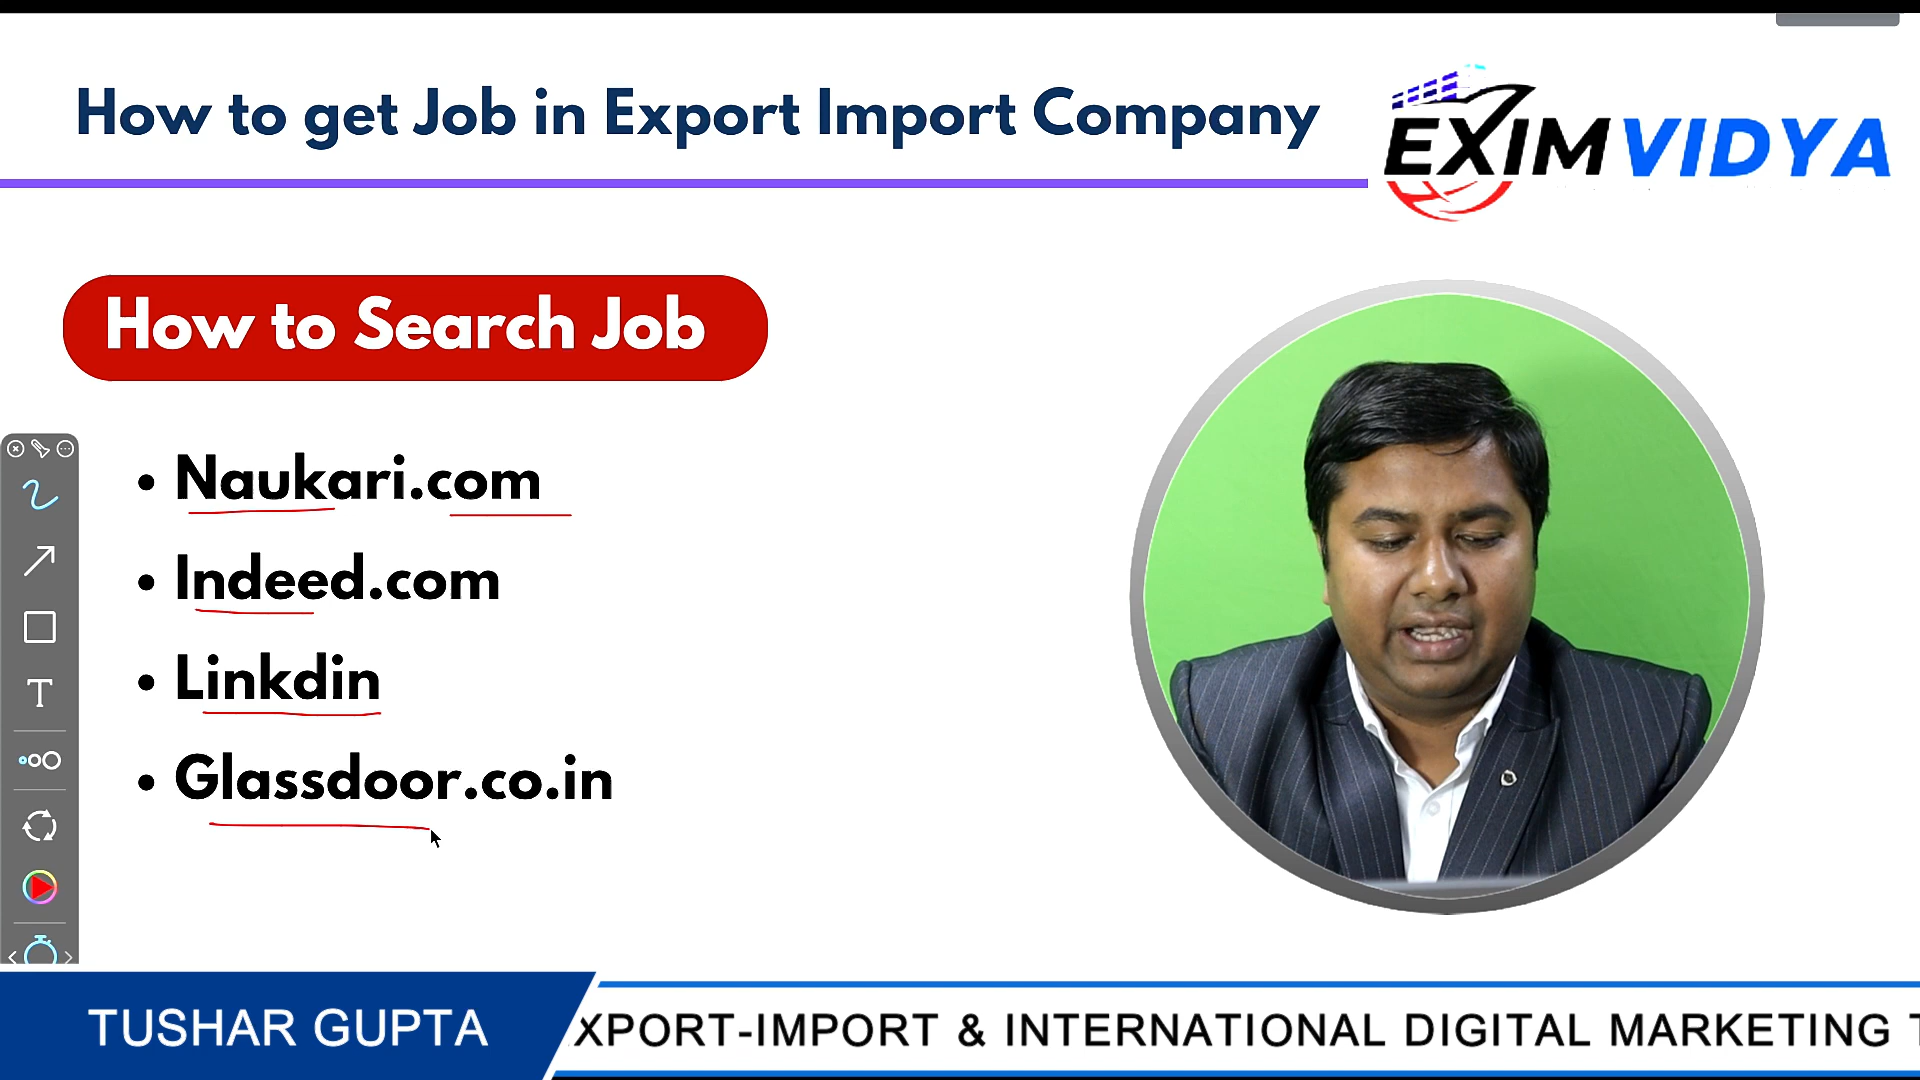 How to get Job in Export Import Company
EXIMVIDYA
How to Search Job
• Naukari.com
• Indeed.com
• Linkdin
• Glassdoor.co.in
T
TUSHAR GUPTA
XPORT-IMPORT & INTERNATIONAL DIGITAL MARKETING T